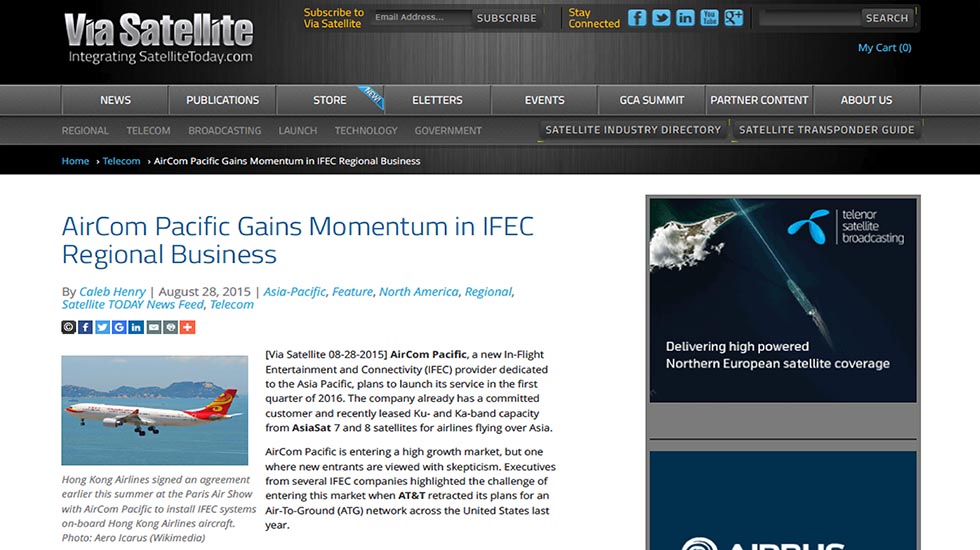 Via Satellite
Integrating SatelliteToday.com
Subscribe to
Via Satellite
Email Address...
SUBSCRIBE
Stay
Connected
You
Tube
SEARCH
My Cart (0)
NEWS
PUBLICATIONS
STORE
NEW!
ELETTERS
EVENTS
GCA SUMMIT
PARTNER CONTENT
ABOUT US
REGIONAL
TELECOM
BROADCASTING
LAUNCH
TECHNOLOGY
GOVERNMENT
SATELLITE INDUSTRY DIRECTORY
SATELLITE TRANSPONDER GUIDE
Home › Telecom › AirCom Pacific Gains Momentum in IFEC Regional Business
AirCom Pacific Gains Momentum in IFEC
Regional Business
By Caleb Henry | August 28, 2015 | Asia-Pacific, Feature, North America, Regional,
Satellite TODAY News Feed, Telecom
[Via Satellite 08-28-2015] AirCom Pacific, a new In-Flight
Entertainment and Connectivity (IFEC) provider dedicated
to the Asia Pacific, plans to launch its service in the first
quarter of 2016. The company already has a committed
customer and recently leased Ku- and Ka-band capacity
from AsiaSat 7 and 8 satellites for airlines flying over Asia.
AirCom Pacific is entering a high growth market, but one
where new entrants are viewed with skepticism. Executives
from several IFEC companies highlighted the challenge of
entering this market when AT&T retracted its plans for an
Air-To-Ground (ATG) network across the United States last
year.
Hong Kong Airlines signed an agreement
earlier this summer at the Paris Air Show
with AirCom Pacific to install IFEC systems
on-board Hong Kong Airlines aircraft.
Photo: Aero Icarus (Wikimedia)
telenor
satellite
broadcasting
Delivering high powered
Northern European satellite coverage
AIRBUS